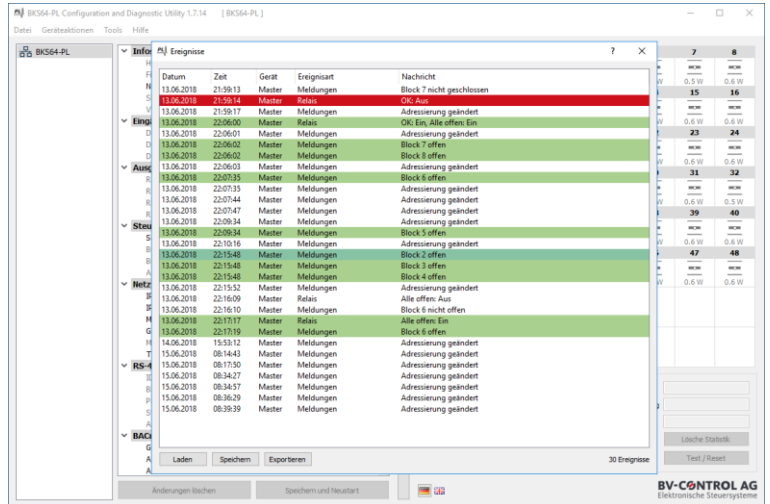 BKS64-PL Configuration and Diagnostic Utility 1.7.14 [ BKS64-PL ]
Datei Geräteaktionen Tools Hilfe
BKS64-PL
Ereignisse
Datum Zeit Gerät Ereignisart Nachricht
13.06.2018 21:59:13 Master Meldungen Block 7 nicht geschlossen
13.06.2018 21:59:14 Master Relais OK: Aus
13.06.2018 21:59:17 Master Meldungen Adressierung geändert
13.06.2018 22:06:00 Master Relais OK: Ein, Alle offen: Ein
13.06.2018 22:06:01 Master Meldungen Adressierung geändert
13.06.2018 22:06:02 Master Meldungen Block 7 offen
13.06.2018 22:06:02 Master Meldungen Block 8 offen
13.06.2018 22:06:03 Master Meldungen Adressierung geändert
13.06.2018 22:07:35 Master Meldungen Block 6 offen
13.06.2018 22:07:35 Master Meldungen Adressierung geändert
13.06.2018 22:07:44 Master Meldungen Adressierung geändert
13.06.2018 22:07:47 Master Meldungen Adressierung geändert
13.06.2018 22:09:34 Master Meldungen Adressierung geändert
13.06.2018 22:09:34 Master Meldungen Block 5 offen
13.06.2018 22:10:16 Master Meldungen Adressierung geändert
13.06.2018 22:15:48 Master Meldungen Block 2 offen
13.06.2018 22:15:48 Master Meldungen Block 3 offen
13.06.2018 22:15:48 Master Meldungen Block 4 offen
13.06.2018 22:15:52 Master Meldungen Adressierung geändert
13.06.2018 22:16:09 Master Relais Alle offen: Aus
13.06.2018 22:16:10 Master Meldungen Block 6 nicht offen
13.06.2018 22:17:17 Master Relais Alle offen: Ein
13.06.2018 22:17:19 Master Meldungen Block 6 offen
14.06.2018 15:53:12 Master Meldungen Adressierung geändert
15.06.2018 08:14:43 Master Meldungen Adressierung geändert
15.06.2018 08:17:50 Master Meldungen Adressierung geändert
15.06.2018 08:34:27 Master Meldungen Adressierung geändert
15.06.2018 08:34:57 Master Meldungen Adressierung geändert
15.06.2018 08:36:29 Master Meldungen Adressierung geändert
15.06.2018 08:39:39 Master Meldungen Adressierung geändert
Laden Speichern Exportieren 30 Ereignisse
7 8
0.5 W 0.6 W
15 16
0.6 W 0.6 W
23 24
0.6 W 0.6 W
31 32
0.6 W 0.5 W
39 40
0.6 W 0.6 W
47 48
0.6 W 0.6 W
Lösche Statistik
Test / Reset
Änderungen löschen Speichern und Neustart
BV-CONTROL AG
Elektronische Steuersysteme